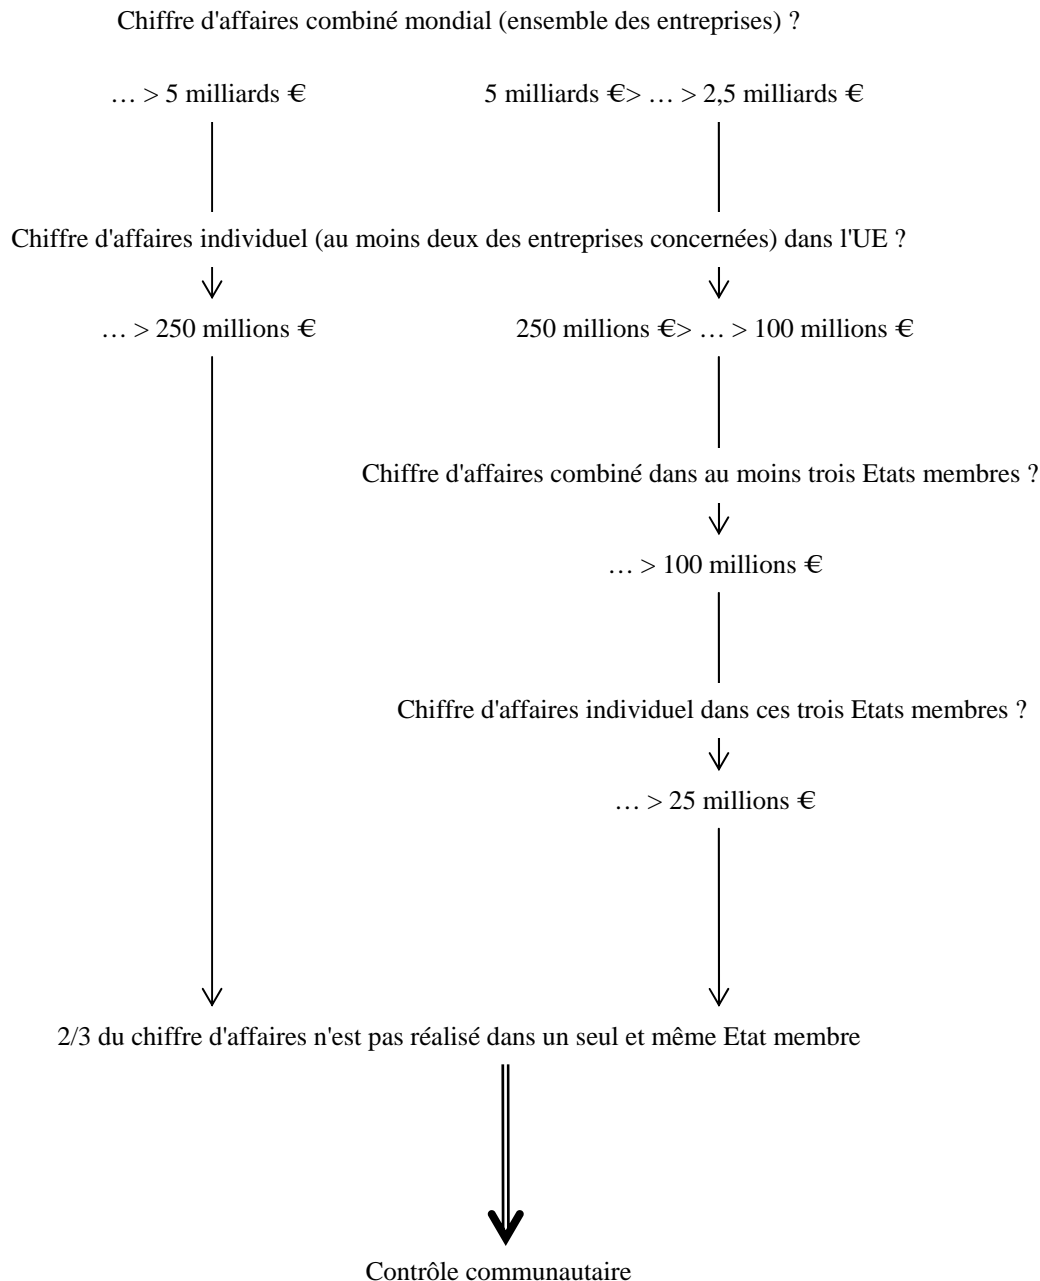 Chiffre d'affaires combiné mondial (ensemble des entreprises) ?
… > 5 milliards €
5 milliards €> … > 2,5 milliards €
Chiffre d'affaires individuel (au moins deux des entreprises concernées) dans l'UE ?
… > 250 millions €
250 millions €> … > 100 millions €
Chiffre d'affaires combiné dans au moins trois Etats membres ?
… > 100 millions €
Chiffre d'affaires individuel dans ces trois Etats membres ?
… > 25 millions €
2/3 du chiffre d'affaires n'est pas réalisé dans un seul et même Etat membre
Contrôle communautaire